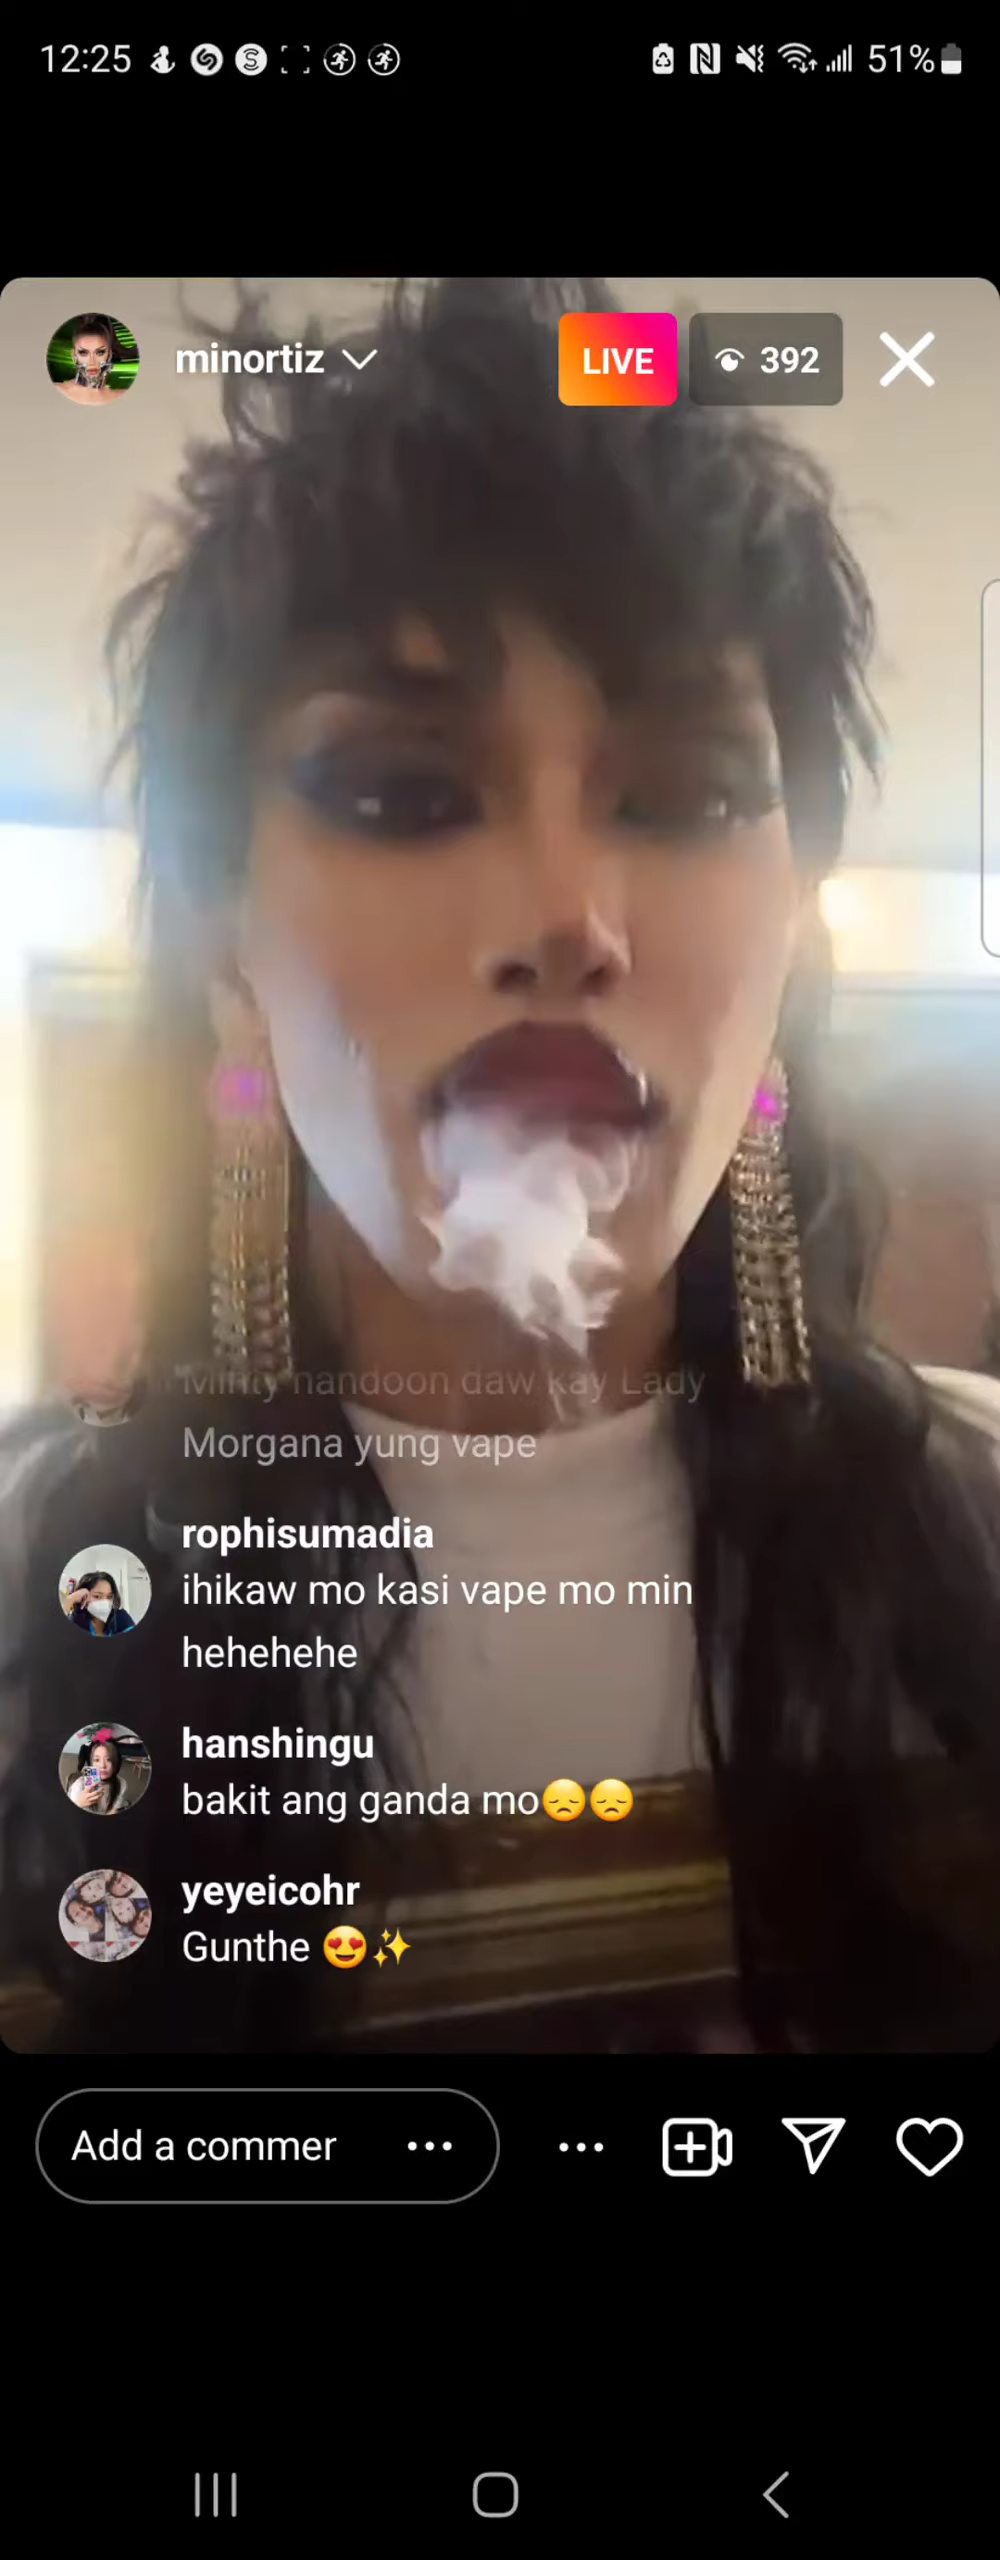 12:25
51%
minortiz
LIVE
392
Minty nandoon daw kay Lady
Morgana yung vape
rophisumadia
ihikaw mo kasi vape mo min
hehehehe
hanshingu
bakit ang ganda mo😞😞
yeyeicohr
Gunthe 😍✨
Add a commer